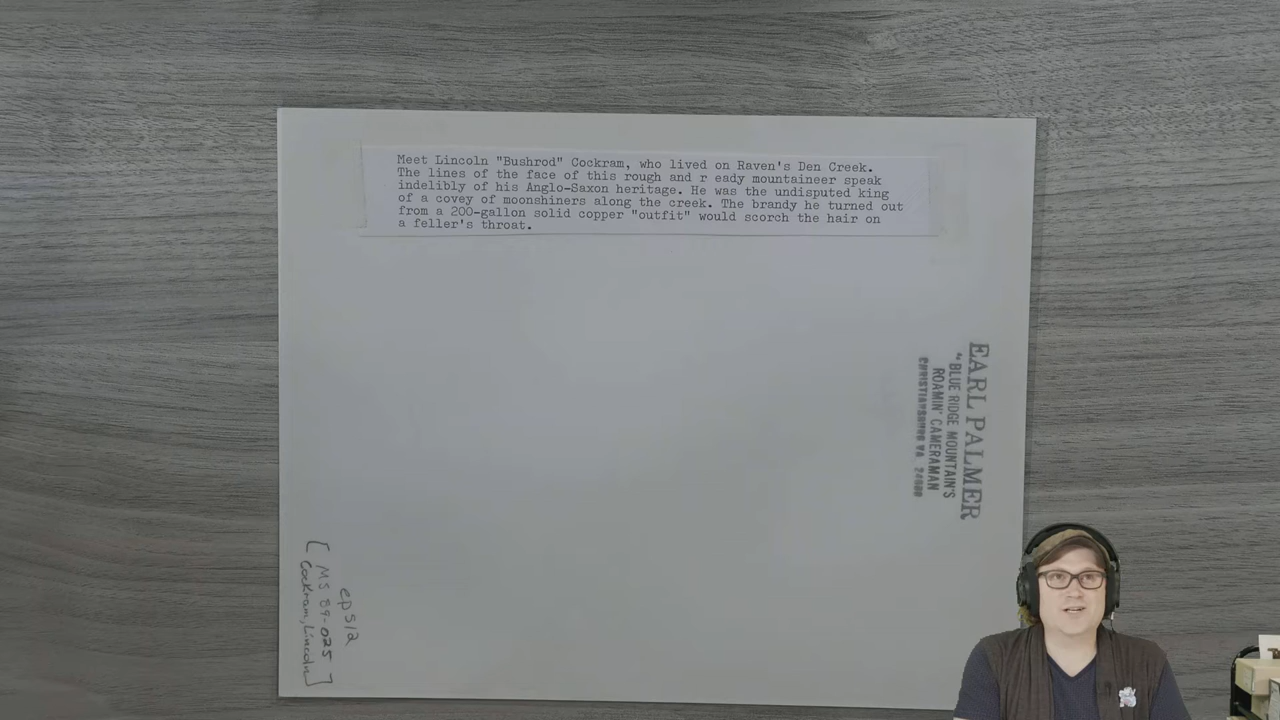 Meet Lincoln "Bushrod" Cockram, who lived on Raven's Den Creek.
The lines of the face of this rough and r eady mountaineer speak
indelibly of his Anglo-Saxon heritage. He was the undisputed king
of a covey of moonshiners along the creek. The brandy he turned out
from a 200-gallon solid copper "outfit" would scorch the hair on
a feller's throat.
EARL PALMER
"BLUE RIDGE MOUNTAIN'S
ROAMIN' CAMERAMAN
CHRISTIANSBURG VA
eps12
[ MS 89-025
Cockram, Lincoln]